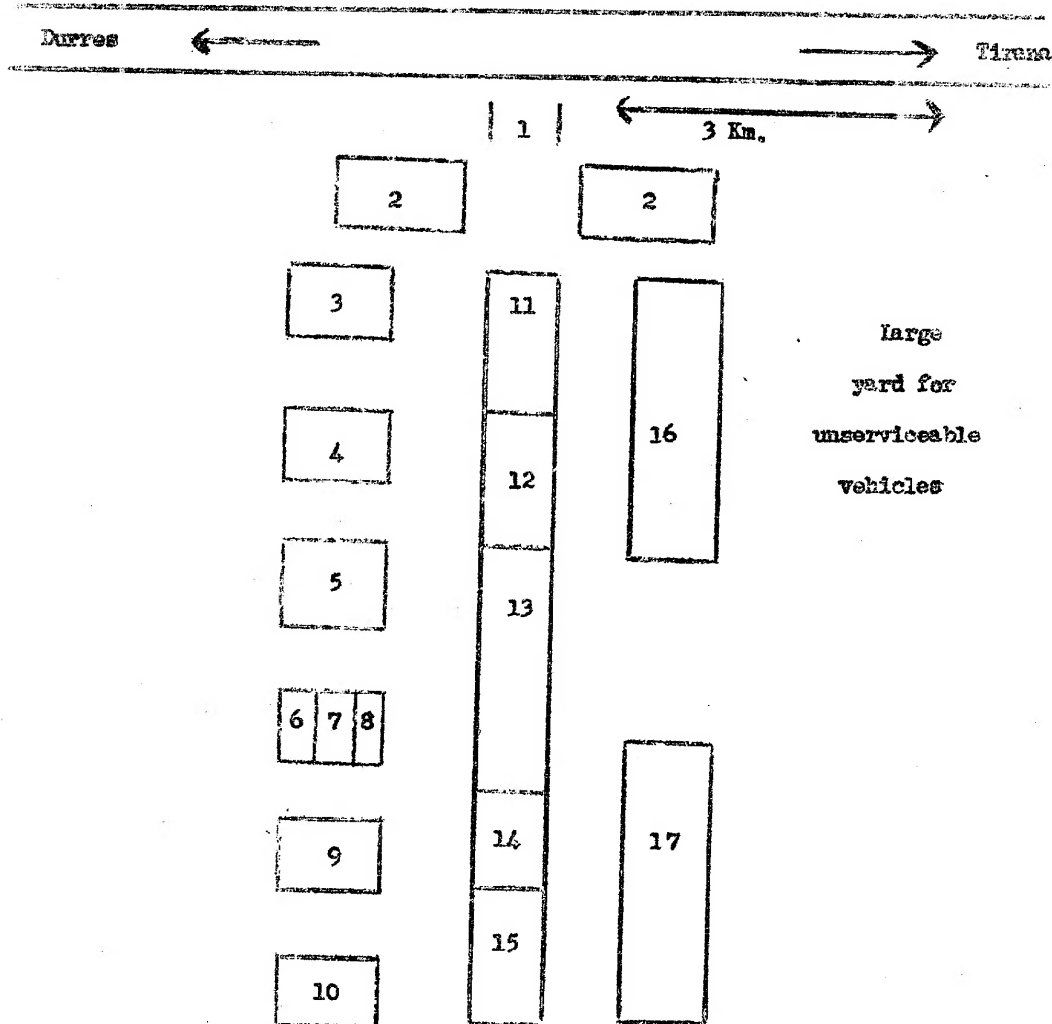 Durres Tirana
1 3 Km.
2 2
3 11
Large
yard for
4 16 unserviceable
12 vehicles
5 13
6 7 8
9 14 17
15
10